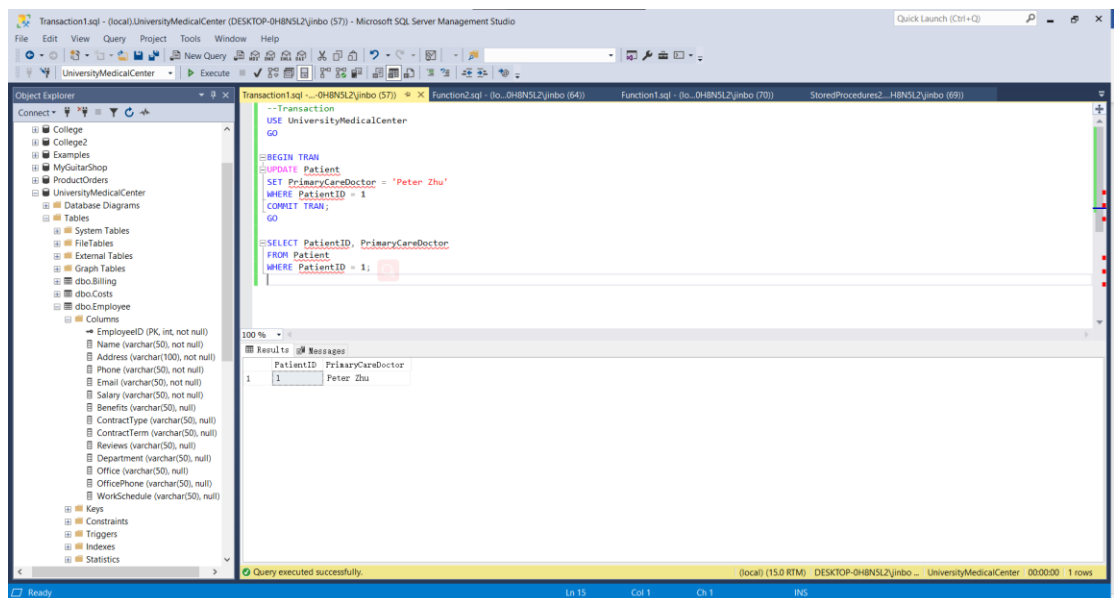 Transaction1.sql - (local).UniversityMedicalCenter (DESKTOP-0H8N5L2\jinbo (57)) - Microsoft SQL Server Management Studio
Quick Launch (Ctrl+Q)
File Edit View Query Project Tools Window Help
New Query
UniversityMedicalCenter
Execute
Object Explorer
Transaction1.sql -...-0H8N5L2\jinbo (57))
Function2.sql - (lo...0H8N5L2\jinbo (64))
Function1.sql - (lo...0H8N5L2\jinbo (70))
StoredProcedures2....H8N5L2\jinbo (69))
Connect
College
College2
Examples
MyGuitarShop
ProductOrders
UniversityMedicalCenter
Database Diagrams
Tables
System Tables
FileTables
External Tables
Graph Tables
dbo.Billing
dbo.Costs
dbo.Employee
Columns
EmployeeID (PK, int, not null)
Name (varchar(50), not null)
Address (varchar(100), not null)
Phone (varchar(50), not null)
Email (varchar(50), not null)
Salary (varchar(50), not null)
Benefits (varchar(50), null)
ContractType (varchar(50), null)
ContractTerm (varchar(50), null)
Reviews (varchar(50), null)
Department (varchar(50), null)
Office (varchar(50), null)
OfficePhone (varchar(50), null)
WorkSchedule (varchar(50), null)
Keys
Constraints
Triggers
Indexes
Statistics
--Transaction
USE UniversityMedicalCenter
GO
BEGIN TRAN
UPDATE Patient
SET PrimaryCareDoctor = 'Peter Zhu'
WHERE PatientID = 1
COMMIT TRAN;
GO
SELECT PatientID, PrimaryCareDoctor
FROM Patient
WHERE PatientID = 1;
100 %
Results Messages
PatientID PrimaryCareDoctor
1 1 Peter Zhu
Query executed successfully.
(local) (15.0 RTM) DESKTOP-0H8N5L2\jinbo ... UniversityMedicalCenter 00:00:00 1 rows
Ready Ln 15 Col 1 Ch 1 INS